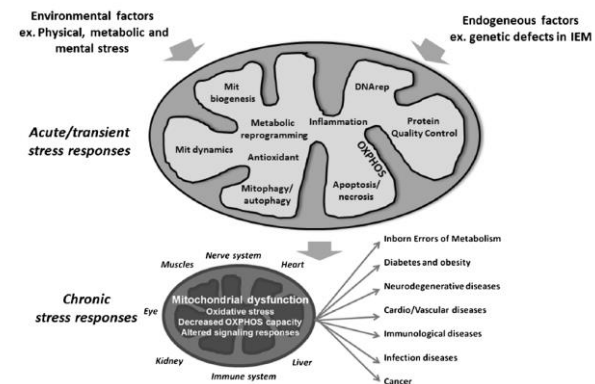 Environmental factors
ex. Physical, metabolic and
mental stress
Endogeneous factors
ex. genetic defects in IEM
Acute/transient
stress responses
Mit
biogenesis
DNArep
Metabolic
reprogramming
Inflammation
Protein
Quality Control
Mit dynamics
Antioxidant
OXPHOS
Mitophagy/
autophagy
Apoptosis/
necrosis
Chronic
stress responses
Nerve system
Muscles
Heart
Eye
Mitochondrial dysfunction
Oxidative stress
Decreased OXPHOS capacity
Altered signaling responses
Kidney
Liver
Immune system
Inborn Errors of Metabolism
Diabetes and obesity
Neurodegenerative diseases
Cardio/Vascular diseases
Immunological diseases
Infection diseases
Cancer